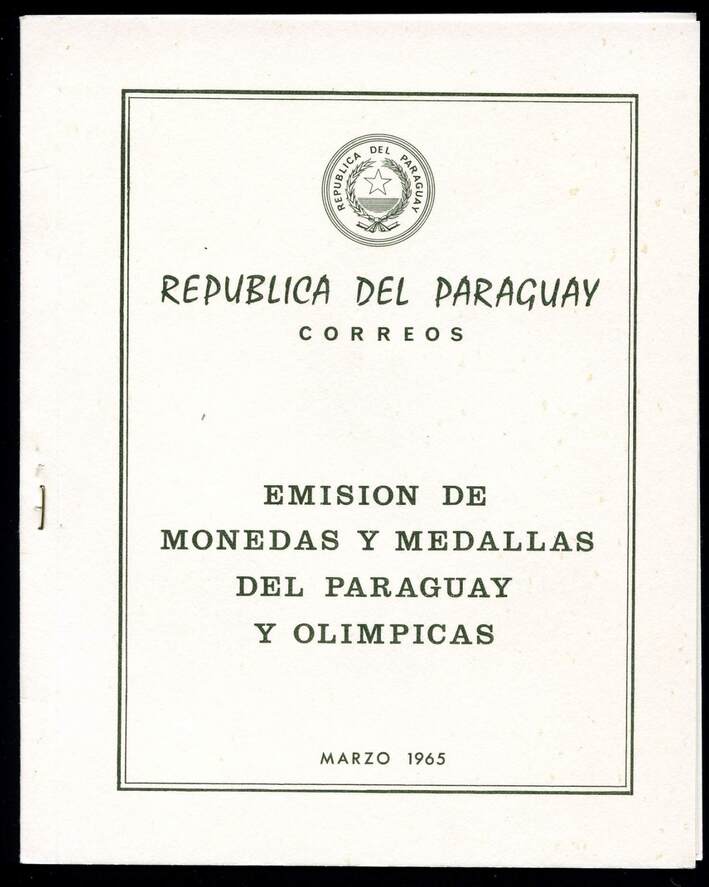 REPUBLICA DEL PARAGUAY
REPUBLICA DEL PARAGUAY
CORREOS
EMISION DE
MONEDAS Y MEDALLAS
DEL PARAGUAY
Y OLIMPICAS
MARZO 1965